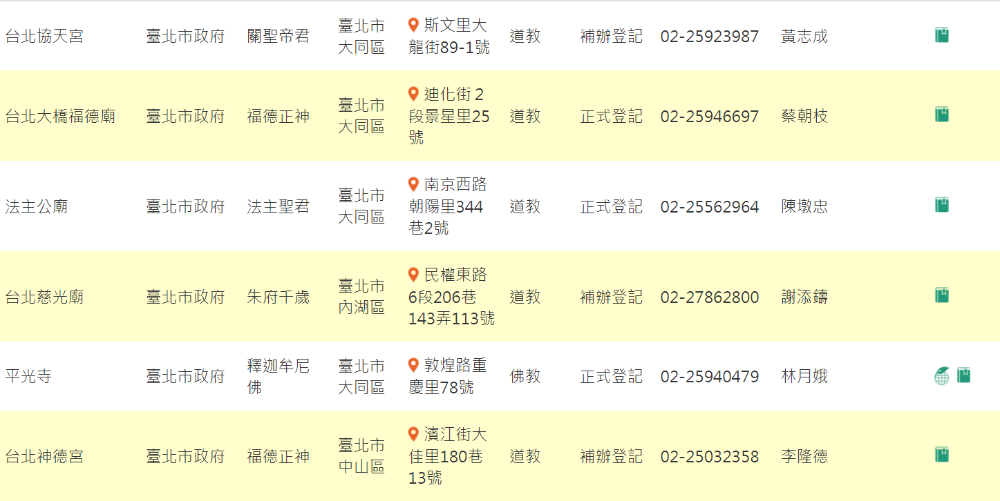 台北協天宮 臺北市政府 關聖帝君 臺北市大同區 斯文里大龍街89-1號 道教 補辦登記 02-25923987 黃志成
台北大橋福德廟 臺北市政府 福德正神 臺北市大同區 迪化街２段景星里25號 道教 正式登記 02-25946697 蔡朝枝
法主公廟 臺北市政府 法主聖君 臺北市大同區 南京西路朝陽里344巷2號 道教 正式登記 02-25562964 陳墩忠
台北慈光廟 臺北市政府 朱府千歲 臺北市內湖區 民權東路6段206巷143弄113號 道教 補辦登記 02-27862800 謝添鑄
平光寺 臺北市政府 釋迦牟尼佛 臺北市大同區 敦煌路重慶里78號 佛教 正式登記 02-25940479 林月娥
台北神德宮 臺北市政府 福德正神 臺北市中山區 濱江街大佳里180巷13號 道教 補辦登記 02-25032358 李隆德